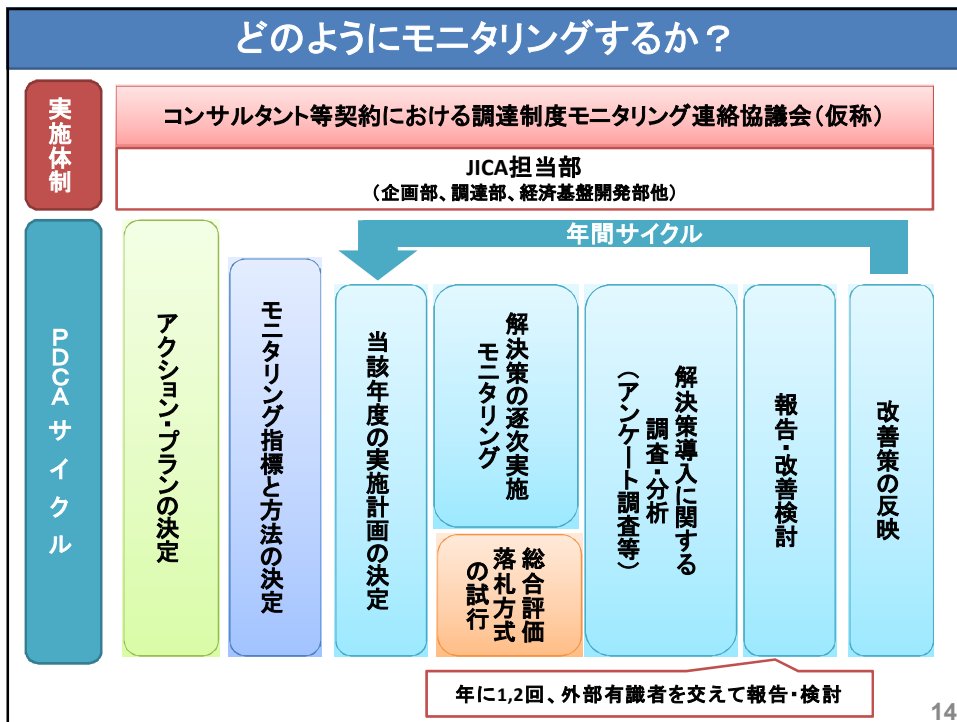 どのようにモニタリングするか？
実施体制
コンサルタント等契約における調達制度モニタリング連絡協議会（仮称）
JICA担当部
（企画部、調達部、経済基盤開発部他）
年間サイクル
ＰＤＣＡサイクル
アクション・プランの決定
モニタリング指標と方法の決定
当該年度の実施計画の決定
解決策の逐次実施
モニタリング
総合評価
落札方式
の試行
解決策導入に関する
調査・分析
（アンケート調査等）
報告・改善検討
改善策の反映
年に1,2回、外部有識者を交えて報告・検討
14